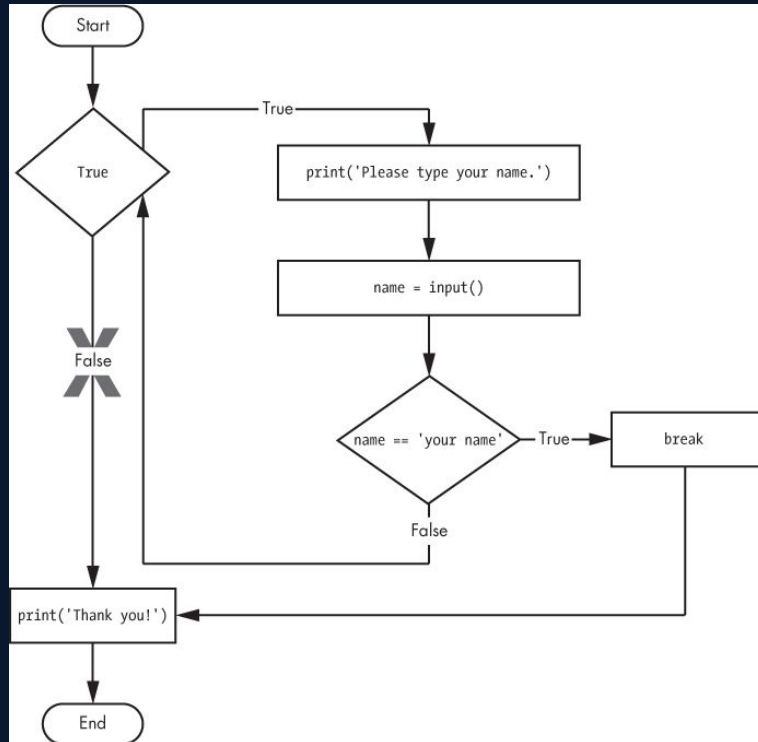 Start
True
True
print('Please type your name.')
name = input()
name == 'your name'
True
break
False
False
print('Thank you!')
End